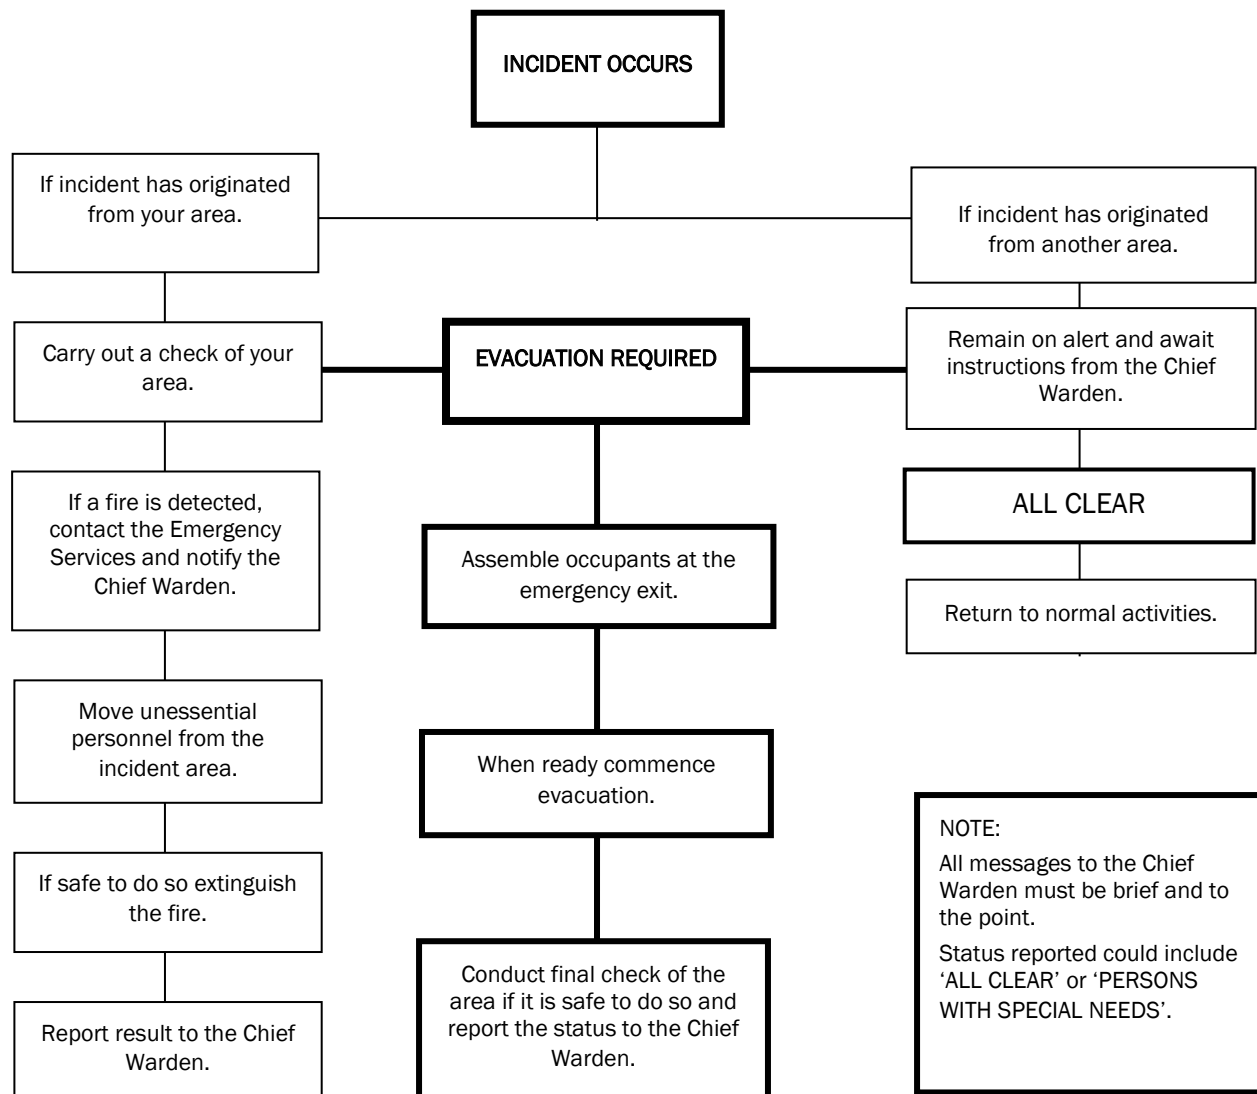 INCIDENT OCCURS
If incident has originated
from your area.
If incident has originated
from another area.
Carry out a check of your
area.
EVACUATION REQUIRED
Remain on alert and await
instructions from the Chief
Warden.
If a fire is detected,
contact the Emergency
Services and notify the
Chief Warden.
Assemble occupants at the
emergency exit.
ALL CLEAR
Return to normal activities.
Move unessential
personnel from the
incident area.
When ready commence
evacuation.
If safe to do so extinguish
the fire.
Report result to the Chief
Warden.
Conduct final check of the
area if it is safe to do so and
report the status to the Chief
Warden.
NOTE:
All messages to the Chief
Warden must be brief and to
the point.
Status reported could include
‘ALL CLEAR’ or ‘PERSONS
WITH SPECIAL NEEDS’.